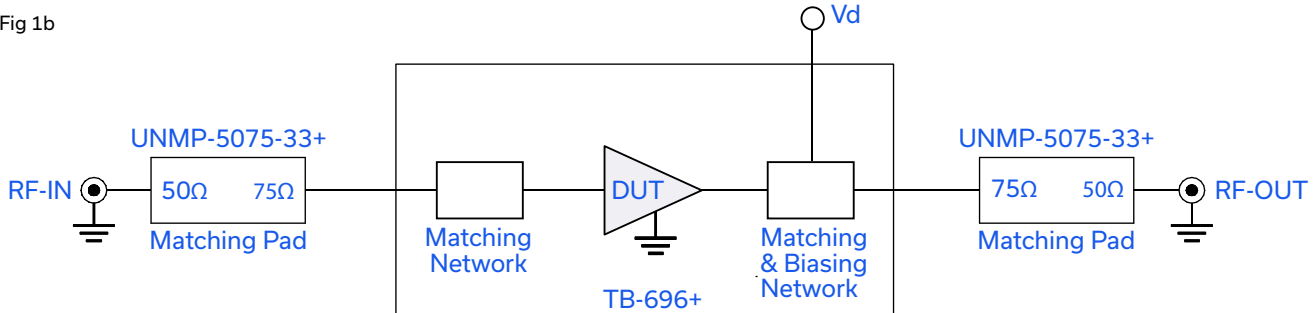 Fig 1b
Vd
UNMP-5075-33+
UNMP-5075-33+
RF-IN
50Ω
75Ω
DUT
75Ω
50Ω
RF-OUT
Matching Pad
Matching
Network
Matching
& Biasing
Network
Matching Pad
TB-696+